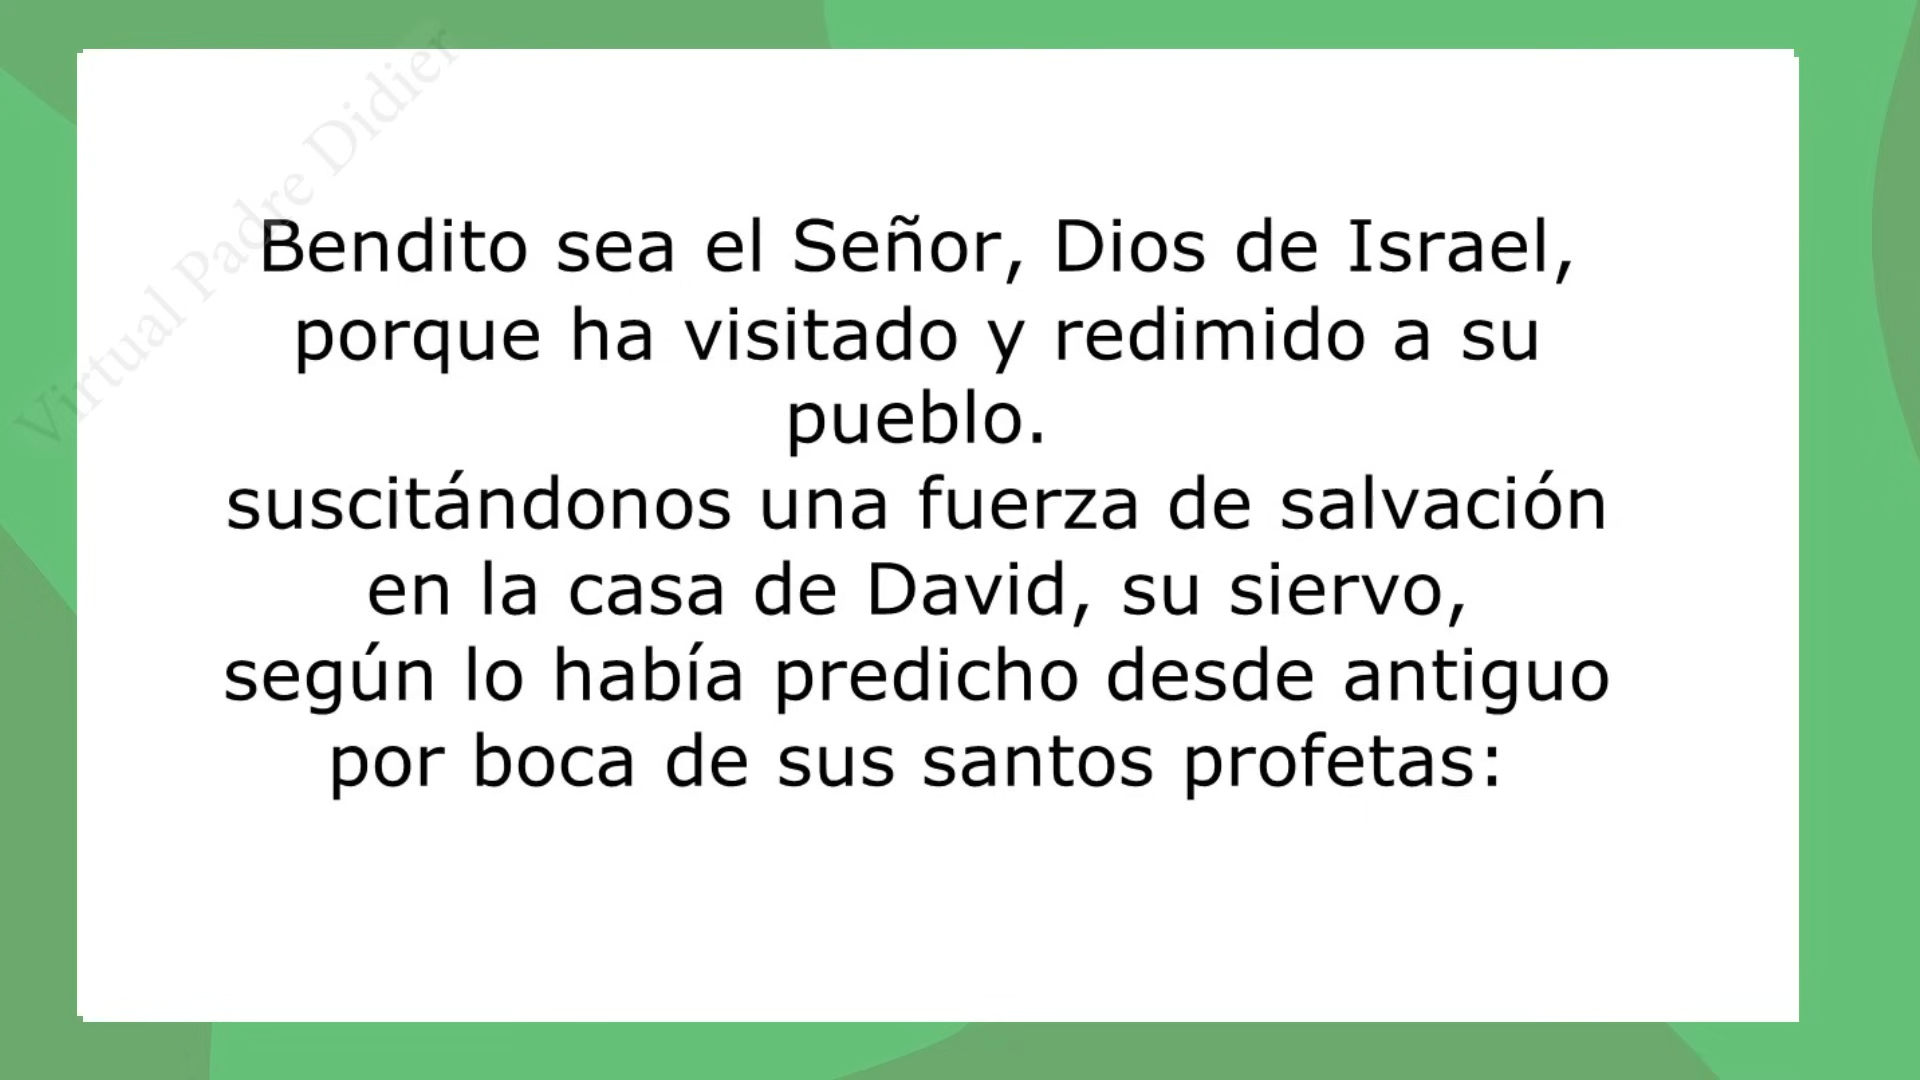 Virtual Padre Didier
Bendito sea el Señor, Dios de Israel,
porque ha visitado y redimido a su
pueblo.
suscitándonos una fuerza de salvación
en la casa de David, su siervo,
según lo había predicho desde antiguo
por boca de sus santos profetas: